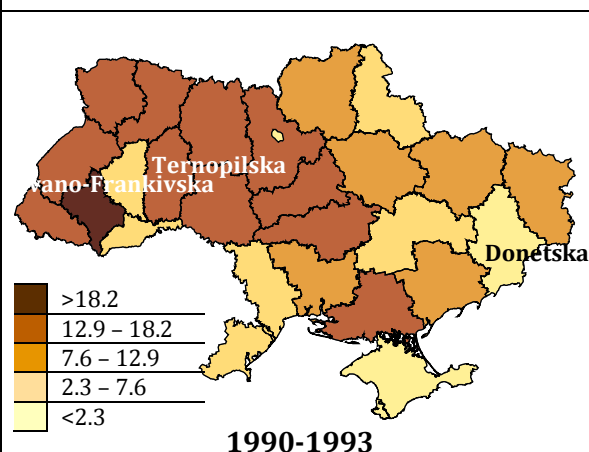 Ternopilska
vano-Frankivska
Donetska
>18.2
12.9 – 18.2
7.6 – 12.9
2.3 – 7.6
<2.3
1990-1993